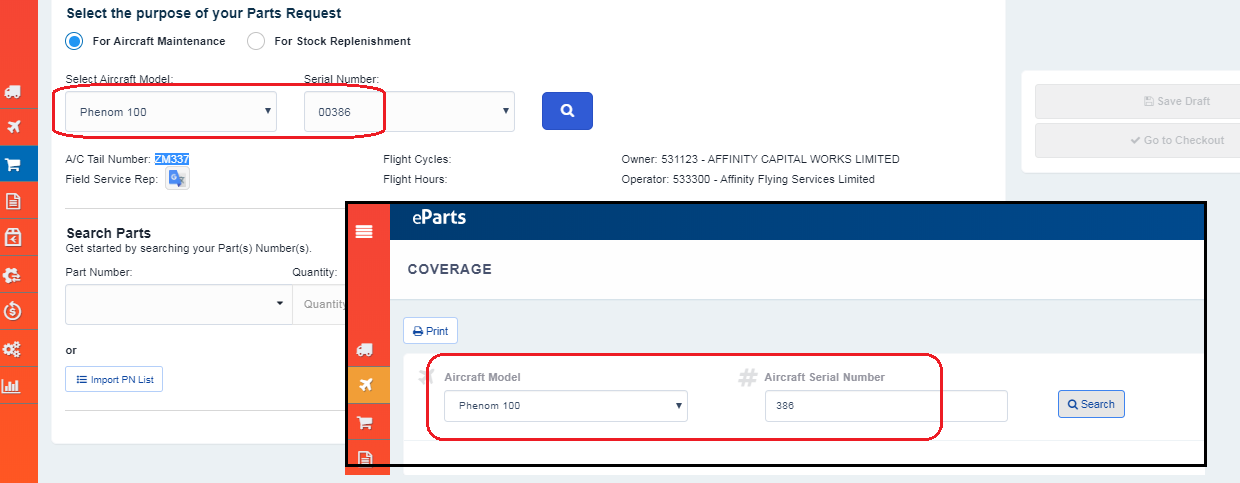 Select the purpose of your Parts Request
For Aircraft Maintenance For Stock Replenishment
Select Aircraft Model: Serial Number:
Phenom 100 00386
Save Draft
Go to Checkout
A/C Tail Number: ZM337 Flight Cycles: Owner: 531123 - AFFINITY CAPITAL WORKS LIMITED
Field Service Rep: Flight Hours: Operator: 533300 - Affinity Flying Services Limited
Search Parts
Get started by searching your Part(s) Number(s).
Part Number: Quantity:
Quantity
or
Import PN List
eParts
COVERAGE
Print
Aircraft Model # Aircraft Serial Number
Phenom 100 386 Search